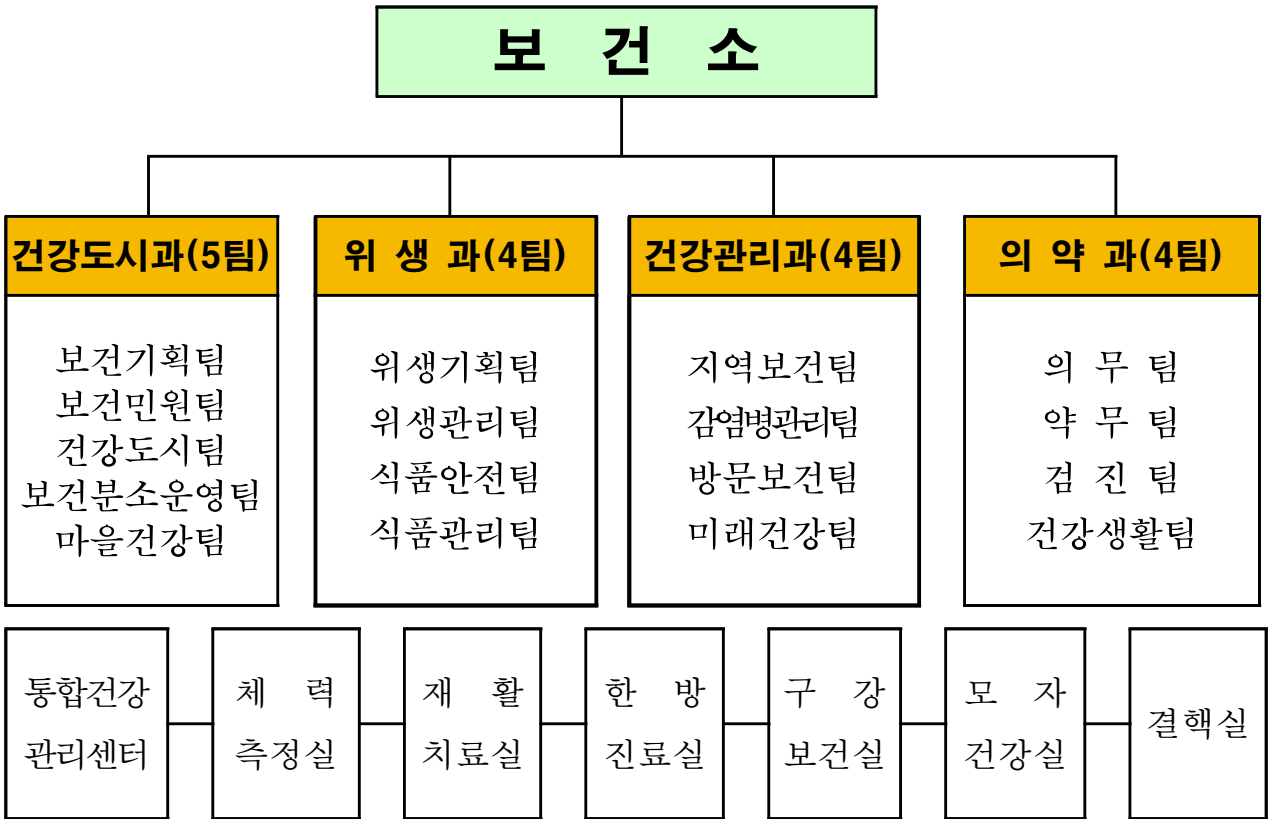 보 건 소
건강도시과(5팀)
보건기획팀
보건민원팀
건강도시팀
보건분소운영팀
마을건강팀
위 생 과(4팀)
위생기획팀
위생관리팀
식품안전팀
식품관리팀
건강관리과(4팀)
지역보건팀
감염병관리팀
방문보건팀
미래건강팀
의 약 과(4팀)
의 무 팀
약 무 팀
검 진 팀
건강생활팀
통합건강
관리센터
체 력
측정실
재 활
치료실
한 방
진료실
구 강
보건실
모 자
건강실
결핵실